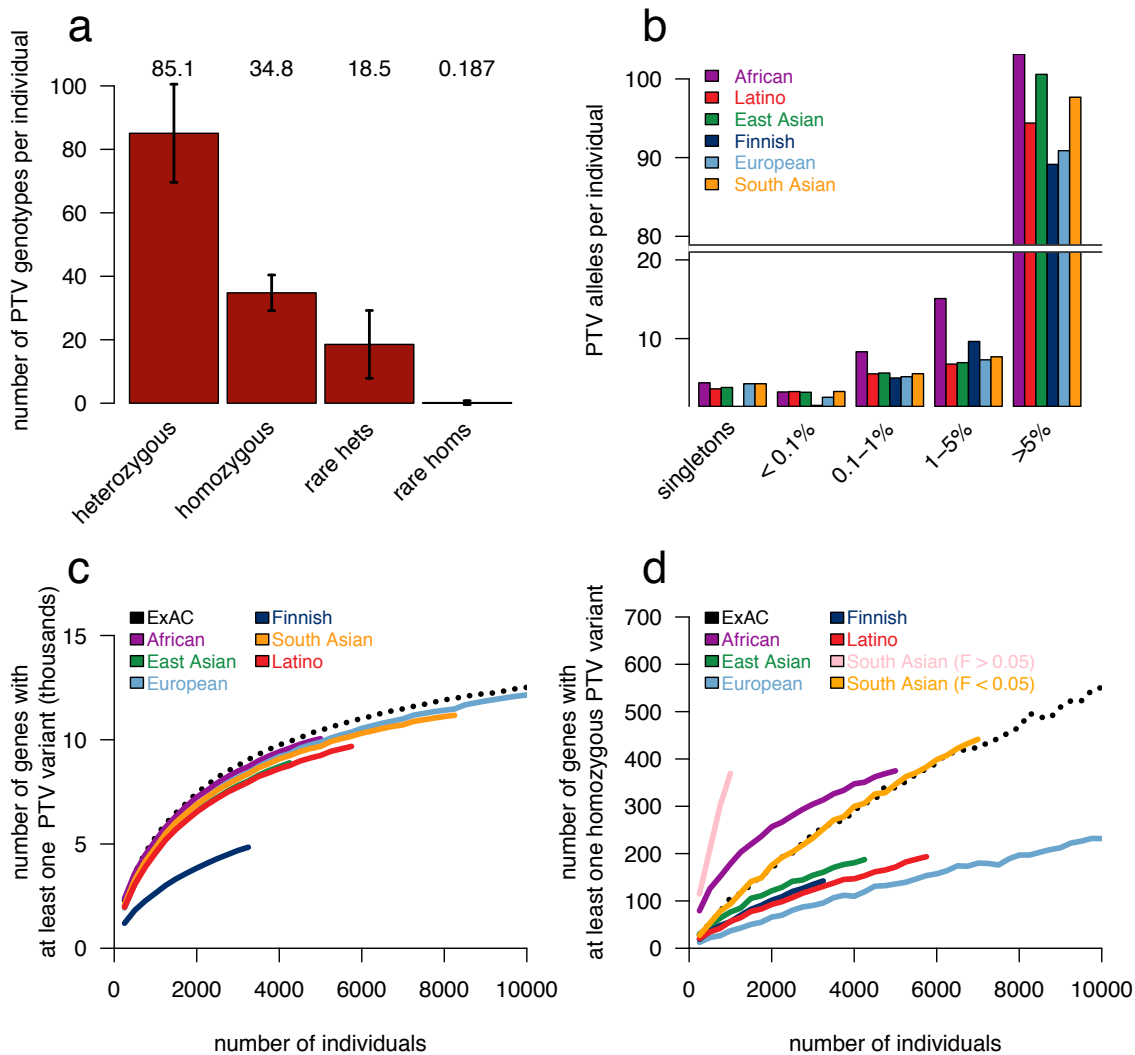 a
85.1 34.8 18.5 0.187
number of PTV genotypes per individual
100
80
60
40
20
0
heterozygous
homozygous
rare hets
rare homs
b
PTV alleles per individual
100
90
80
20
10
African
Latino
East Asian
Finnish
European
South Asian
singletons
< 0.1%
0.1−1%
1−5%
>5%
c
number of genes with
at least one PTV variant (thousands)
15
10
5
0
ExAC
African
East Asian
European
Finnish
South Asian
Latino
0 2000 4000 6000 8000 10000
number of individuals
d
number of genes with
at least one homozygous PTV variant
700
600
500
400
300
200
100
0
ExAC
African
East Asian
European
Finnish
Latino
South Asian (F > 0.05)
South Asian (F < 0.05)
0 2000 4000 6000 8000 10000
number of individuals